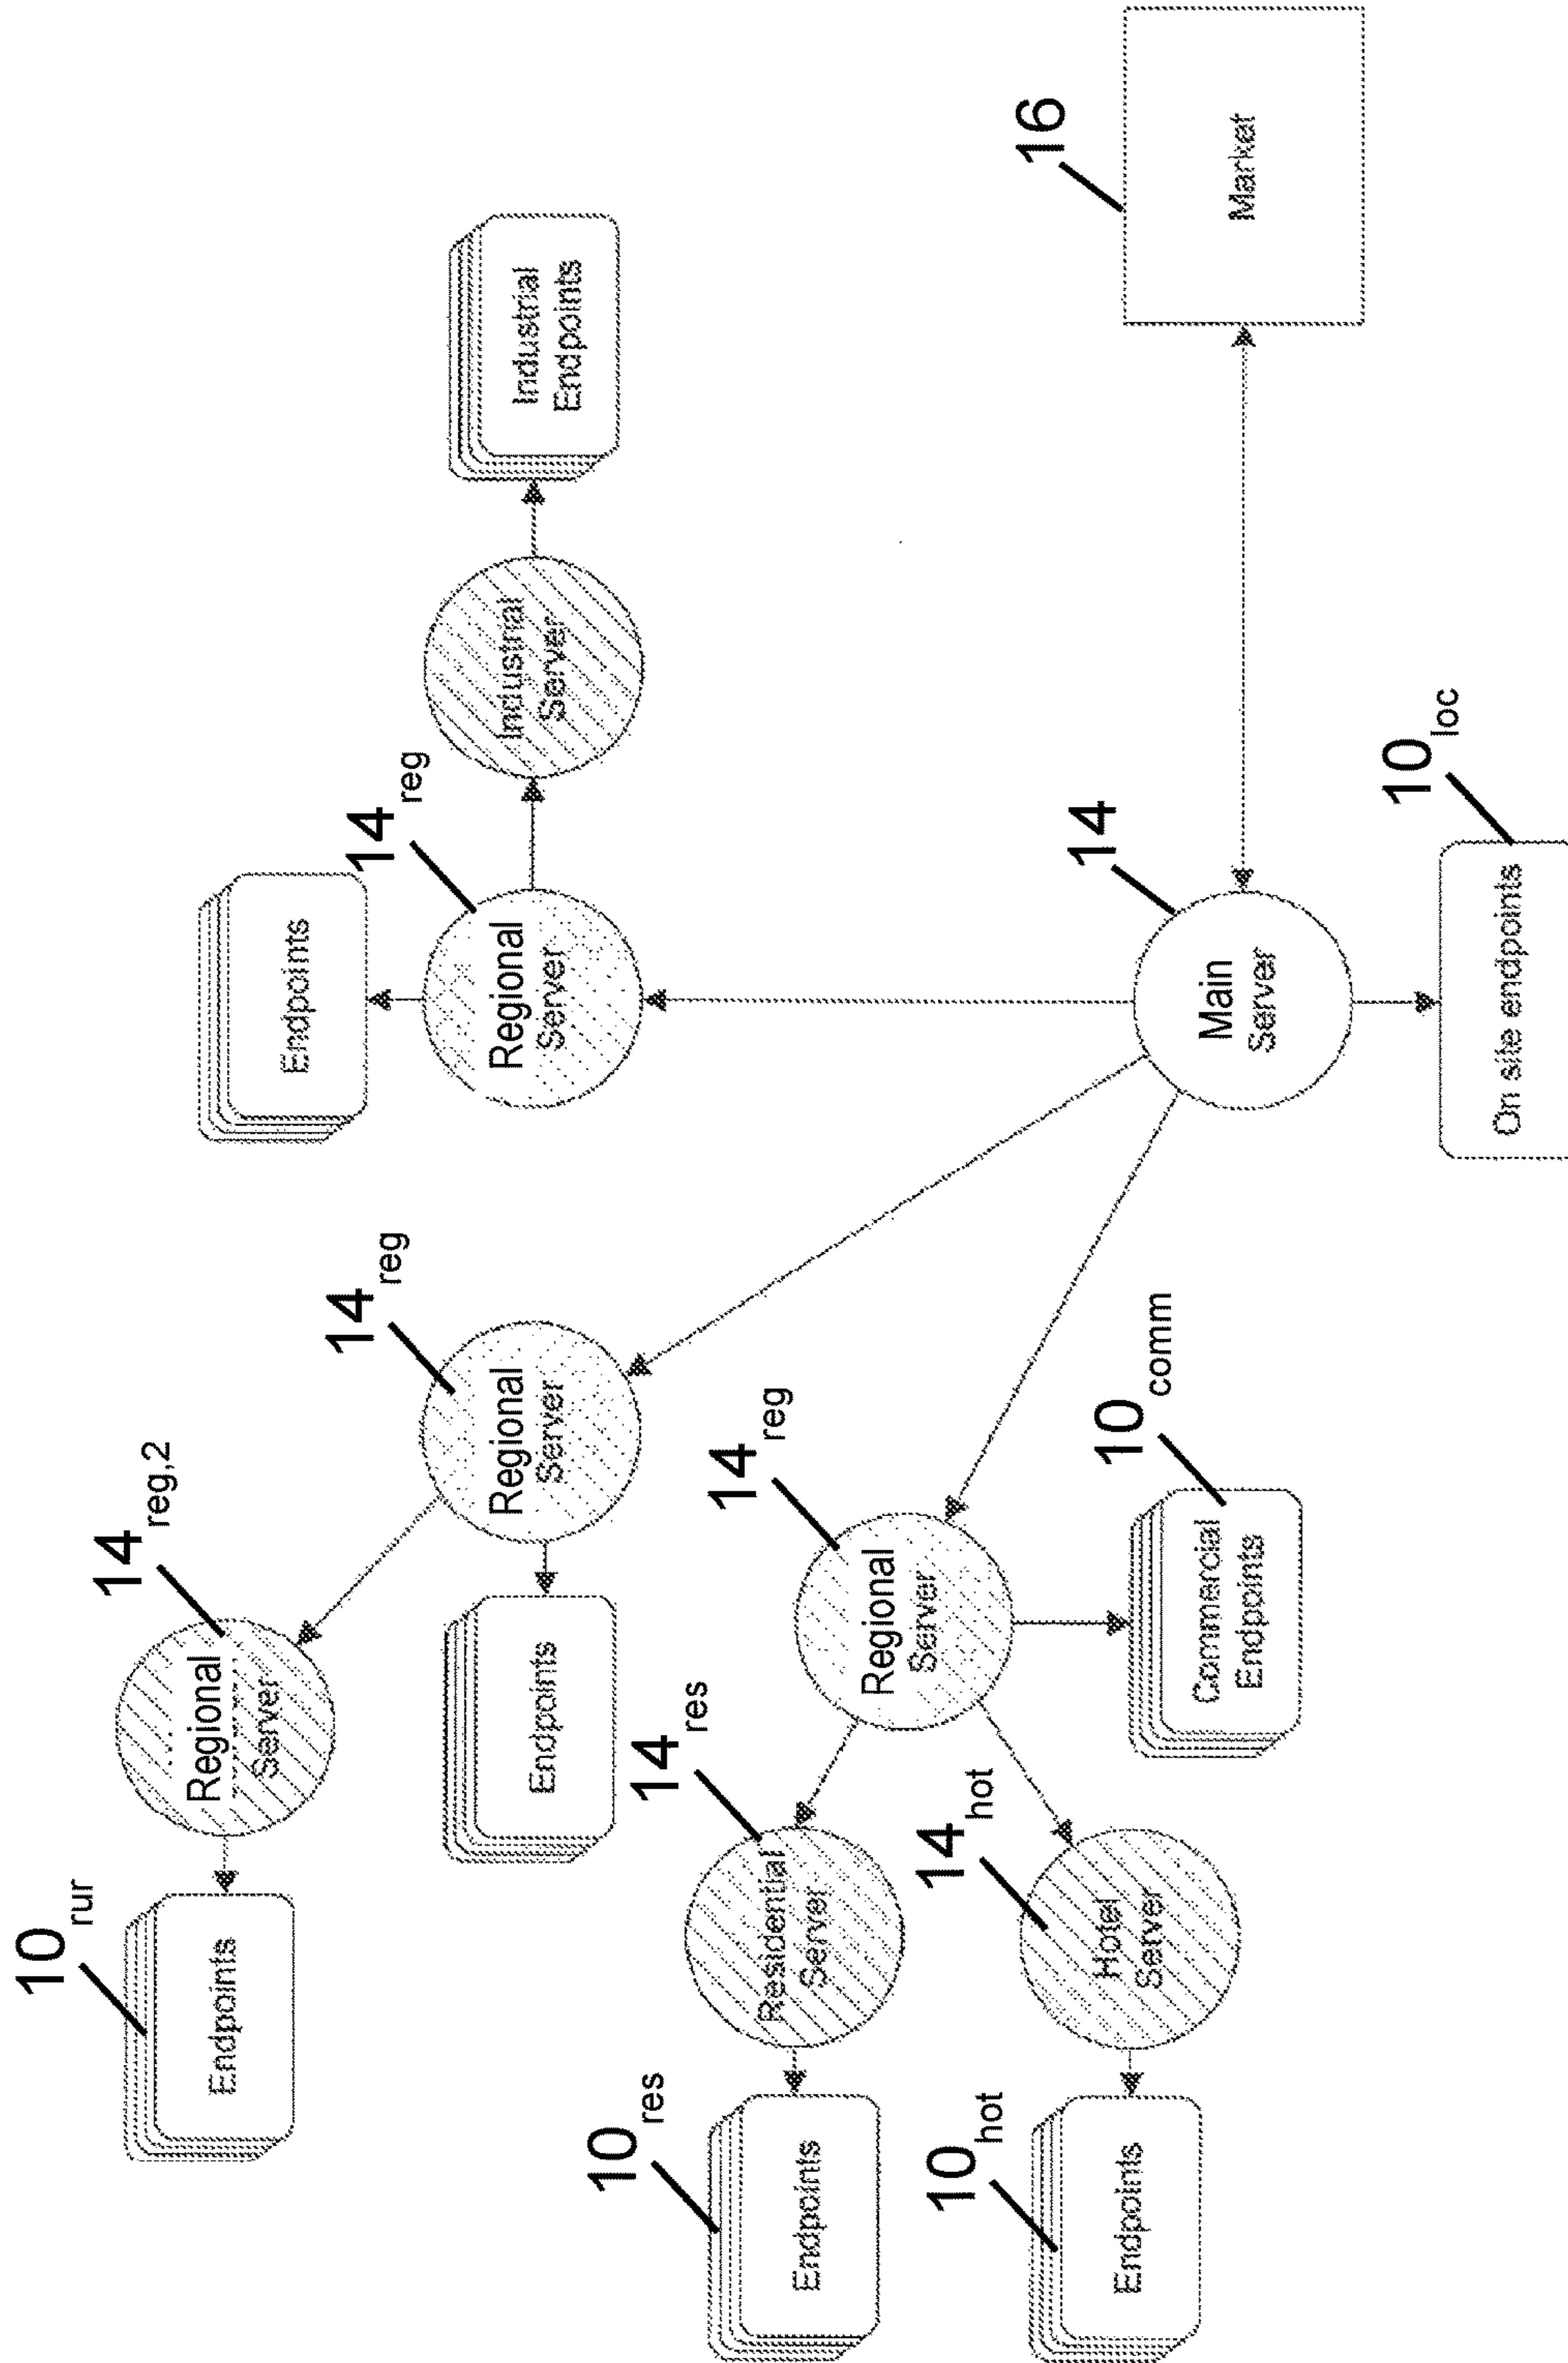 10 rur
14 reg,2
Endpoints
Regional
Server
14 reg
14 reg
Endpoints
Endpoints
Regional
Server
Regional
Server
Industrial
Server
Industrial
Endpoints
10 res
14 res
14 reg
Endpoints
Residential
Server
Regional
Server
10 hot
14 hot
10 comm
Endpoints
Hotel
Server
Commercial
Endpoints
14
16
Main
Server
Market
10 loc
On site endpoints